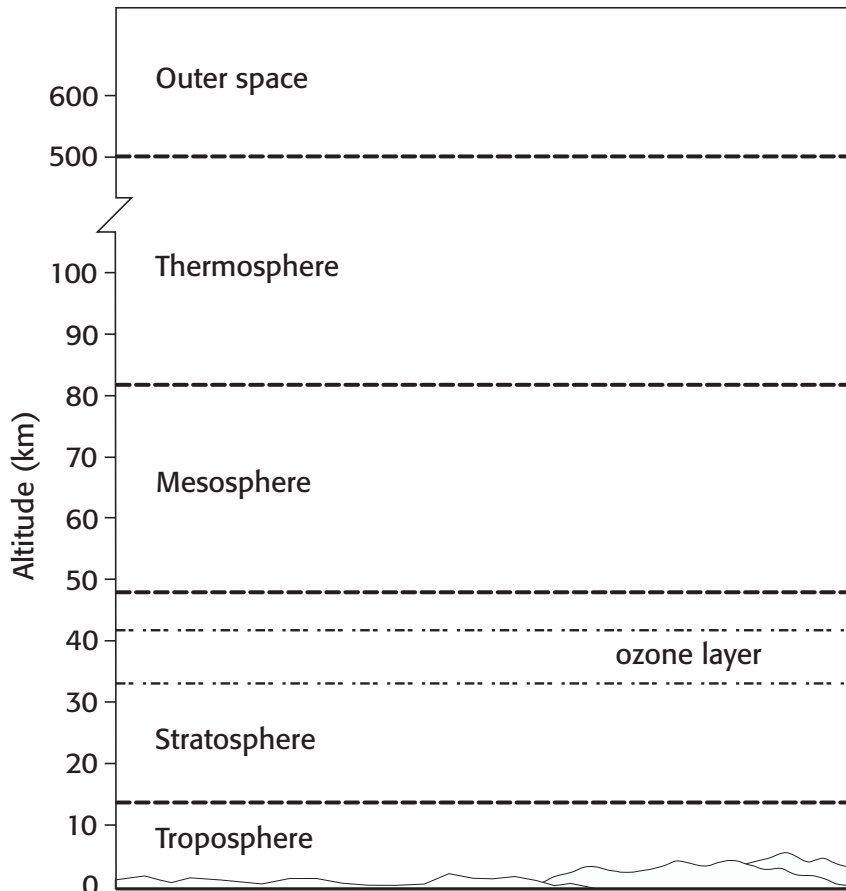 Outer space
600
500
Thermosphere
100
90
80
Altitude (km)
70
Mesosphere
60
50
40
ozone layer
30
Stratosphere
20
10
Troposphere
0